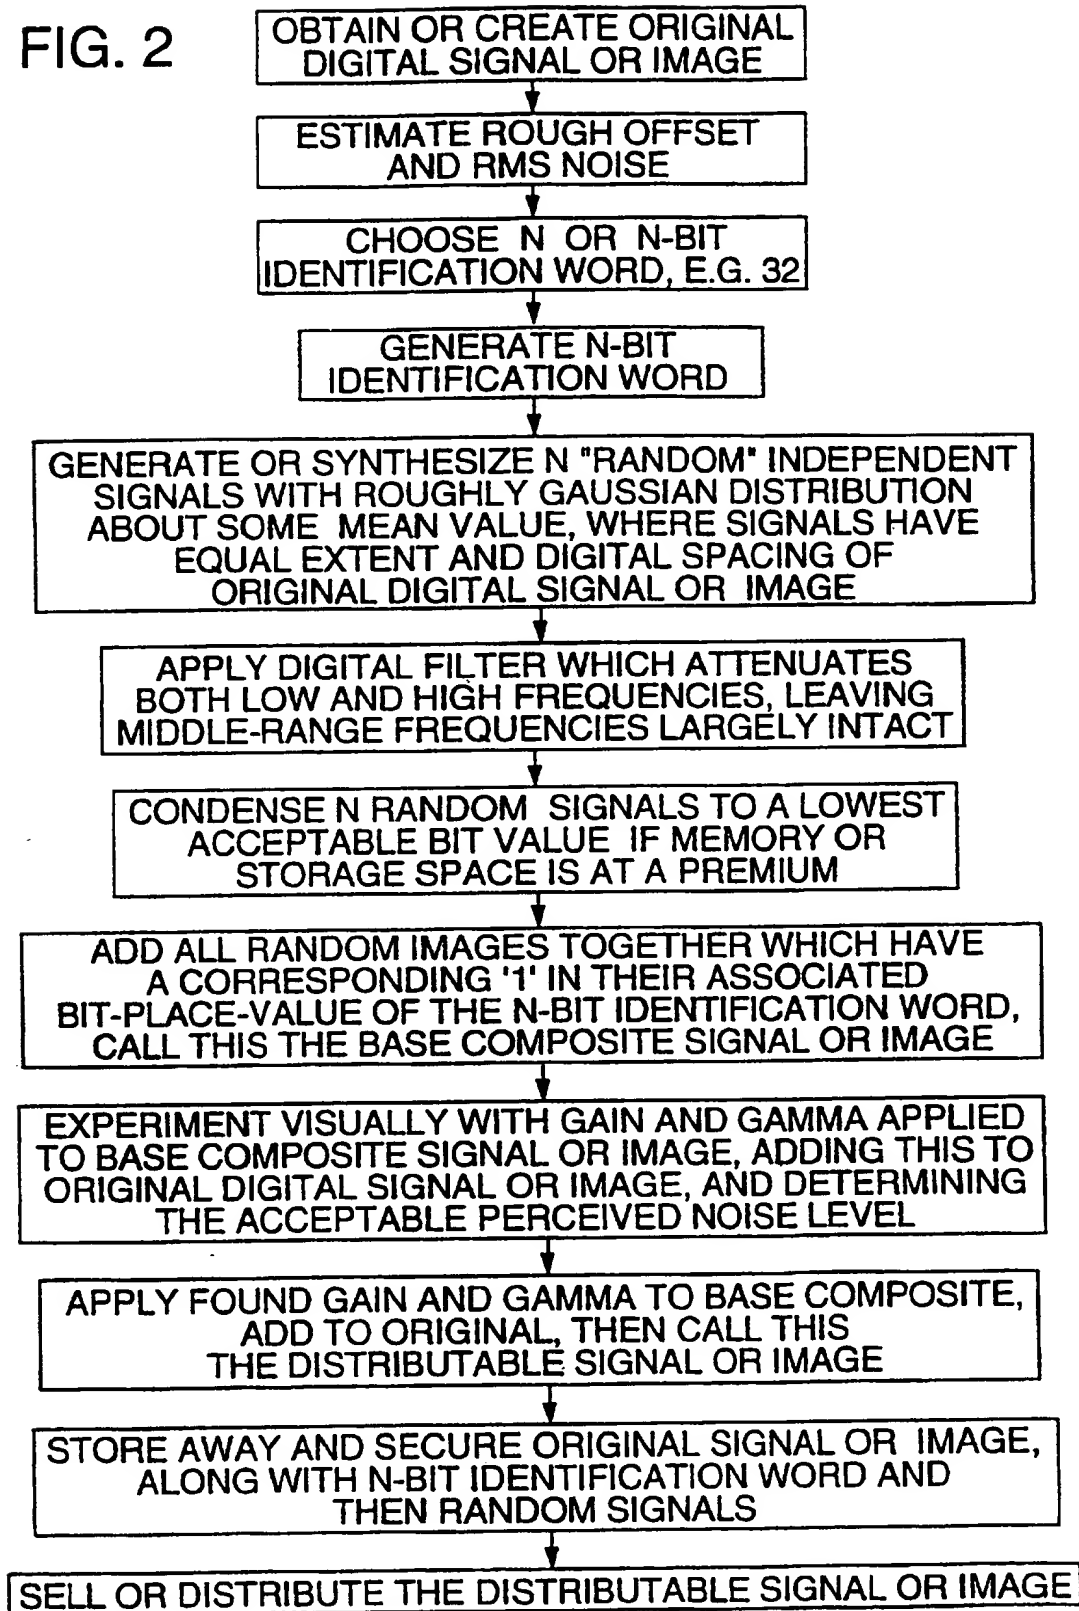 FIG. 2
OBTAIN OR CREATE ORIGINAL
DIGITAL SIGNAL OR IMAGE
ESTIMATE ROUGH OFFSET
AND RMS NOISE
CHOOSE N OR N-BIT
IDENTIFICATION WORD, E.G. 32
GENERATE N-BIT
IDENTIFICATION WORD
GENERATE OR SYNTHESIZE N "RANDOM" INDEPENDENT
SIGNALS WITH ROUGHLY GAUSSIAN DISTRIBUTION
ABOUT SOME MEAN VALUE, WHERE SIGNALS HAVE
EQUAL EXTENT AND DIGITAL SPACING OF
ORIGINAL DIGITAL SIGNAL OR IMAGE
APPLY DIGITAL FILTER WHICH ATTENUATES
BOTH LOW AND HIGH FREQUENCIES, LEAVING
MIDDLE-RANGE FREQUENCIES LARGELY INTACT
CONDENSE N RANDOM SIGNALS TO A LOWEST
ACCEPTABLE BIT VALUE IF MEMORY OR
STORAGE SPACE IS AT A PREMIUM
ADD ALL RANDOM IMAGES TOGETHER WHICH HAVE
A CORRESPONDING '1' IN THEIR ASSOCIATED
BIT-PLACE-VALUE OF THE N-BIT IDENTIFICATION WORD,
CALL THIS THE BASE COMPOSITE SIGNAL OR IMAGE
EXPERIMENT VISUALLY WITH GAIN AND GAMMA APPLIED
TO BASE COMPOSITE SIGNAL OR IMAGE, ADDING THIS TO
ORIGINAL DIGITAL SIGNAL OR IMAGE, AND DETERMINING
THE ACCEPTABLE PERCEIVED NOISE LEVEL
APPLY FOUND GAIN AND GAMMA TO BASE COMPOSITE,
ADD TO ORIGINAL, THEN CALL THIS
THE DISTRIBUTABLE SIGNAL OR IMAGE
STORE AWAY AND SECURE ORIGINAL SIGNAL OR IMAGE,
ALONG WITH N-BIT IDENTIFICATION WORD AND
THEN RANDOM SIGNALS
SELL OR DISTRIBUTE THE DISTRIBUTABLE SIGNAL OR IMAGE